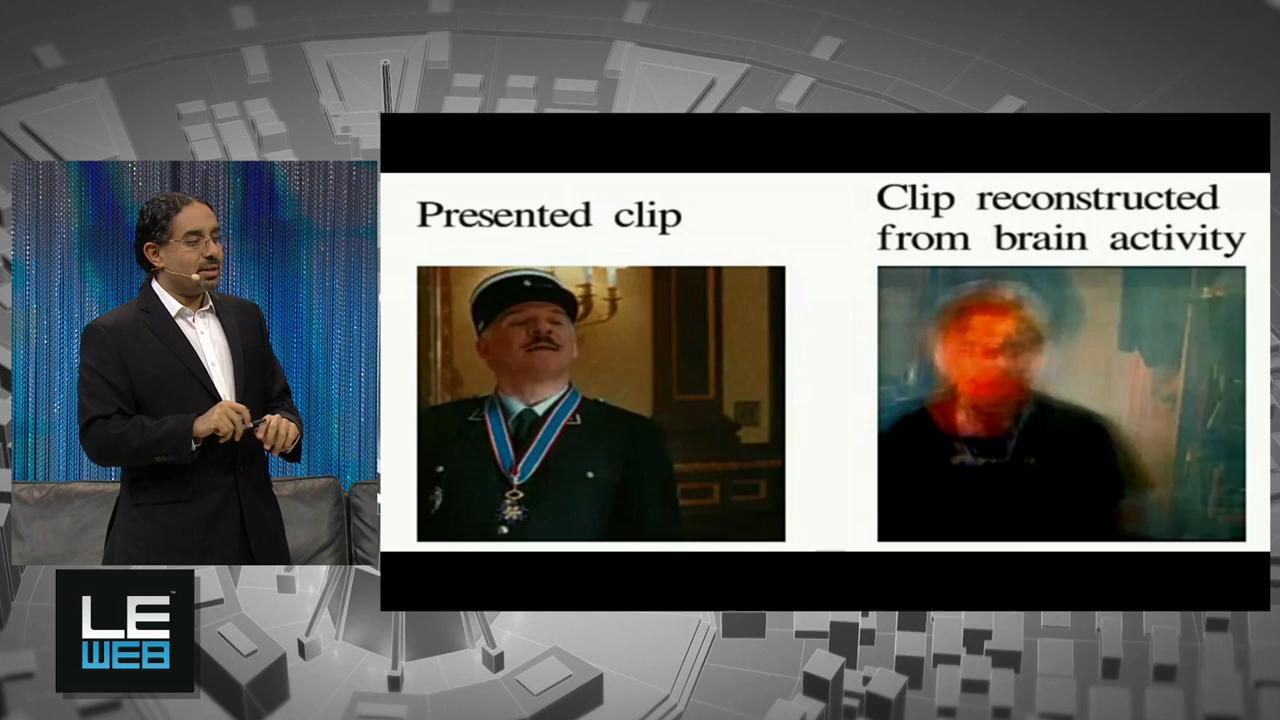 Presented clip
Clip reconstructed
from brain activity
LE
WEB